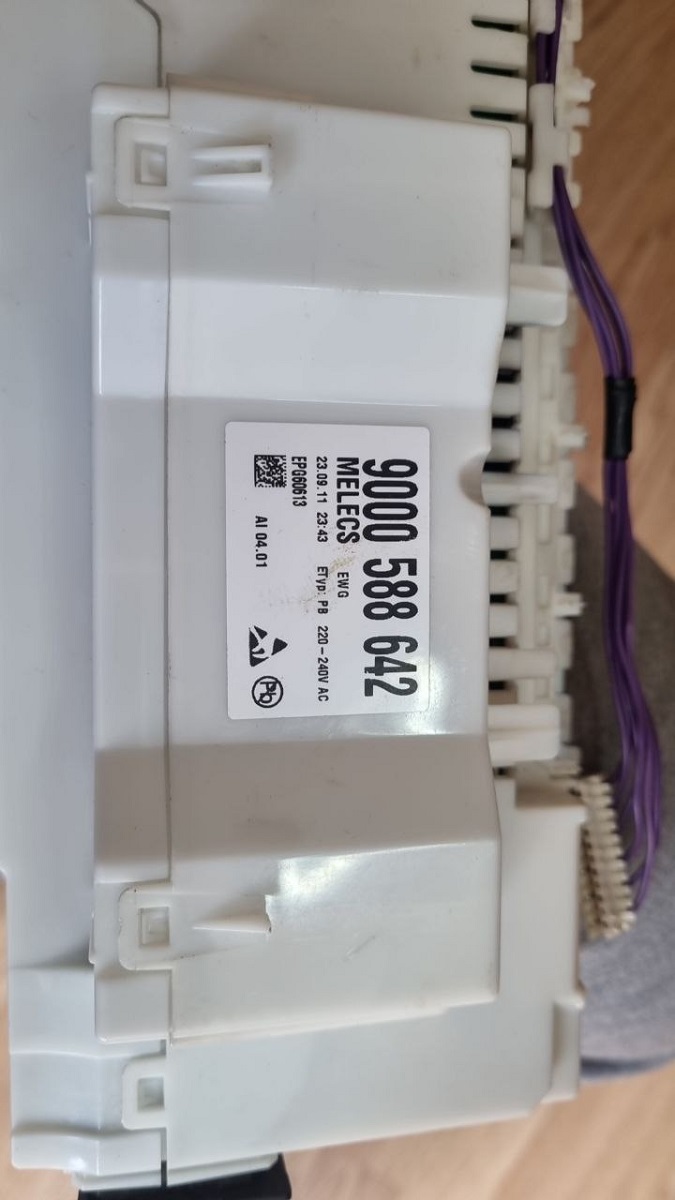 9000 588 642
MELECS EWG
23.09.11 23:43 ETyp: PB 220-240V AC
EPG60613
AI 04.01
Pb